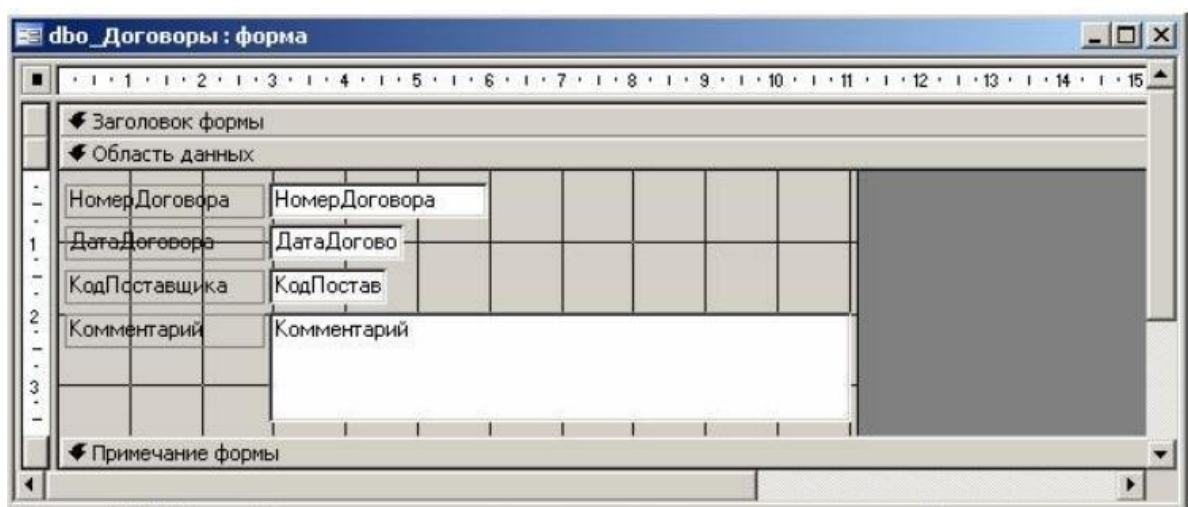 dbo_Договоры : форма
1 2 3 4 5 6 7 8 9 10 11 12 13 14 15
Заголовок формы
Область данных
НомерДоговора НомерДоговора
1
ДатаДоговора ДатаДогово
КодПоставщика КодПостав
2
Комментарий Комментарий
3
Примечание формы